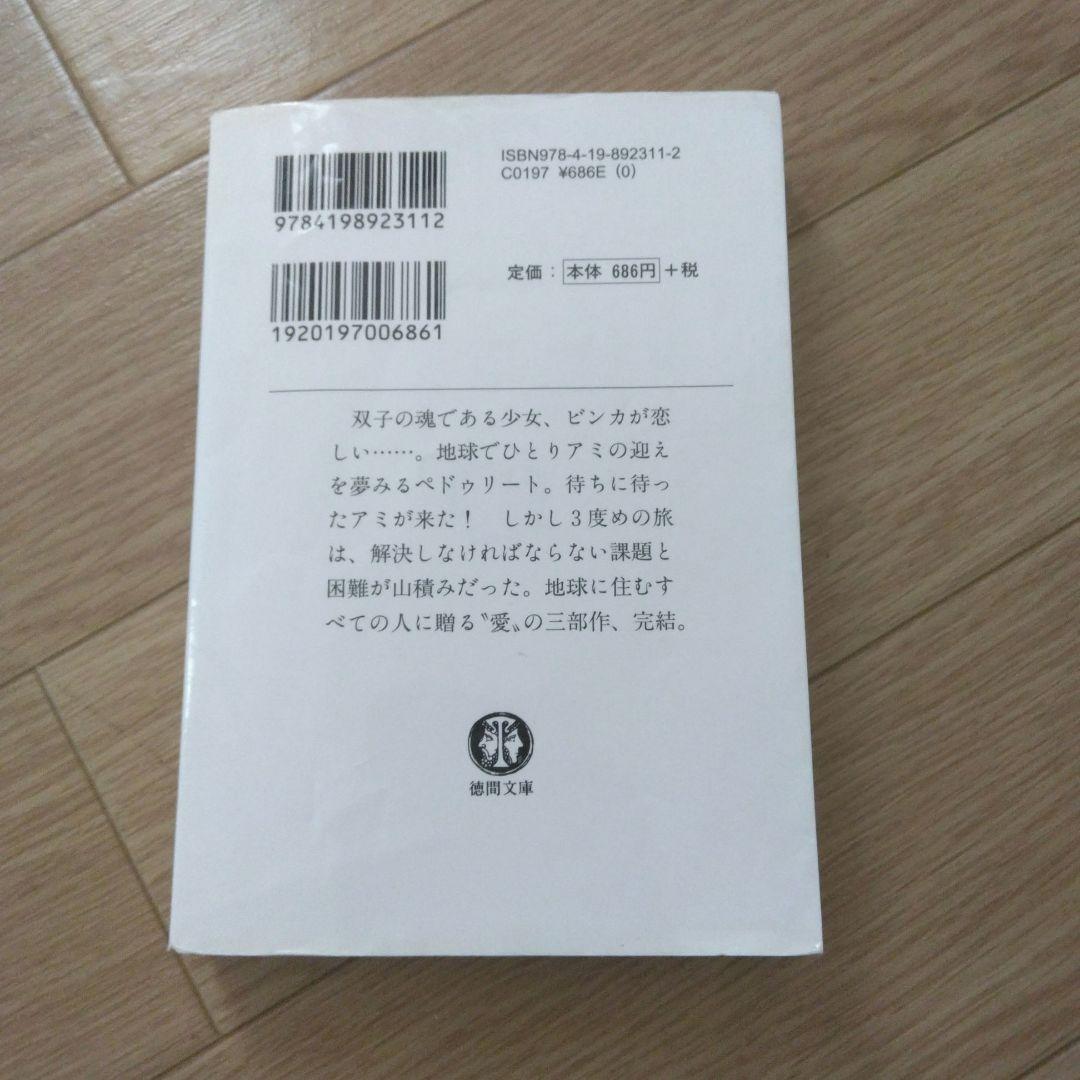 ISBN978-4-19-892311-2
C0197 ¥686E (0)
9784198923112
定価：本体 686円＋税
1920197006861
双子の魂である少女、ビンカが恋
しい……。地球でひとりアミの迎え
を夢みるペドゥリート。待ちに待っ
たアミが来た！　しかし３度めの旅
は、解決しなければならない課題と
困難が山積みだった。地球に住むす
べての人に贈る〝愛〟の三部作、完結。
徳間文庫